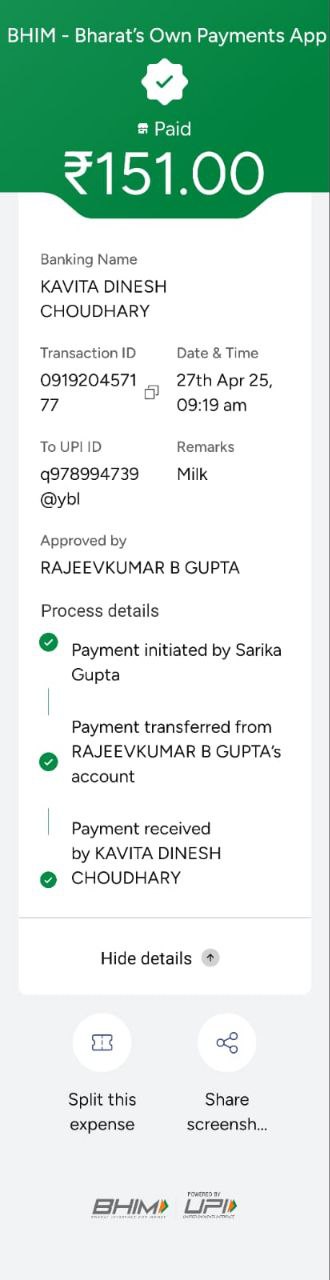 BHIM - Bharat's Own Payments App
Paid
₹151.00
Banking Name
KAVITA DINESH
CHOUDHARY
Transaction ID
0919204571
77
Date & Time
27th Apr 25,
09:19 am
To UPI ID
q978994739
@ybl
Remarks
Milk
Approved by
RAJEEVKUMAR B GUPTA
Process details
Payment initiated by Sarika
Gupta
Payment transferred from
RAJEEVKUMAR B GUPTA's
account
Payment received
by KAVITA DINESH
CHOUDHARY
Hide details
Split this
expense
Share
screensh...
BHIM
POWERED BY
UPI